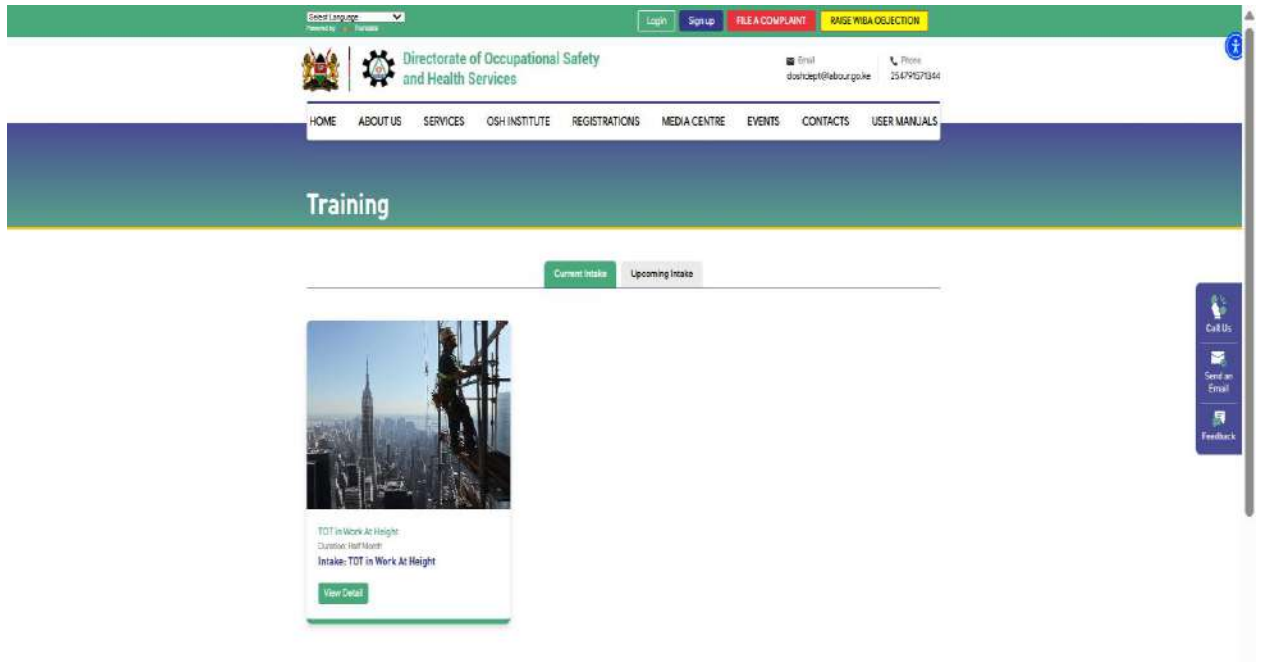 Select Language
Powered by Translate
Login
Sign up
FILE A COMPLAINT
RAISE WIBA OBJECTION
Directorate of Occupational Safety
and Health Services
Email
doshdept@labour.go.ke
Phone
254791571344
HOME ABOUT US SERVICES OSH INSTITUTE REGISTRATIONS MEDIA CENTRE EVENTS CONTACTS USER MANUALS
Training
Current Intake
Upcoming Intake
Call Us
Send an
Email
Feedback
TOT in Work At Height
Duration: Half Month
Intake: TOT in Work At Height
View Detail